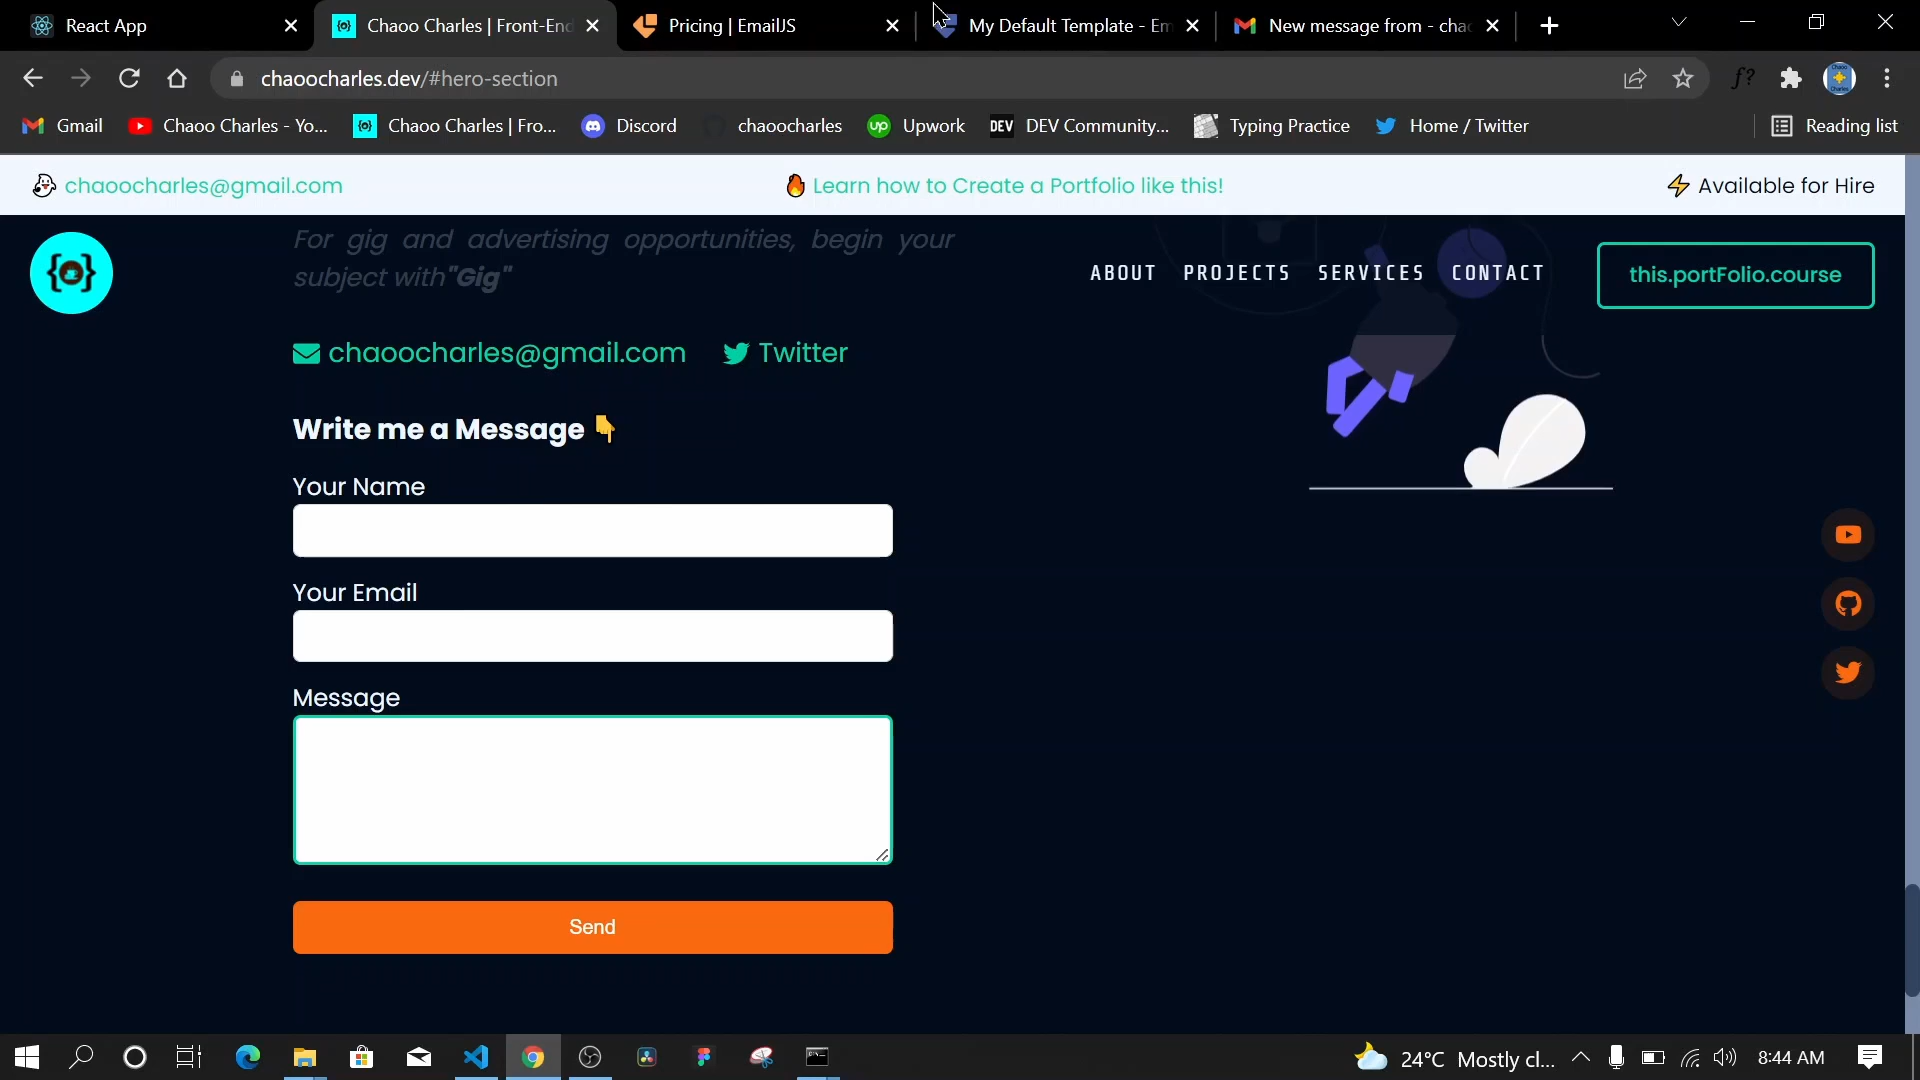 React App
Chaoo Charles | Front-End
Pricing | EmailJS
My Default Template - Em
New message from - chao
chaoocharles.dev/#hero-section
f?
Gmail
Chaoo Charles - Yo...
Chaoo Charles | Fro...
Discord
chaoocharles
up Upwork
DEV DEV Community...
Typing Practice
Home / Twitter
Reading list
chaoocharles@gmail.com
Learn how to Create a Portfolio like this!
Available for Hire
For gig and advertising opportunities, begin your
subject with"Gig"
ABOUT PROJECTS SERVICES CONTACT
this.portFolio.course
chaoocharles@gmail.com Twitter
Write me a Message
Your Name
Your Email
Message
Send
24°C Mostly cl...
8:44 AM